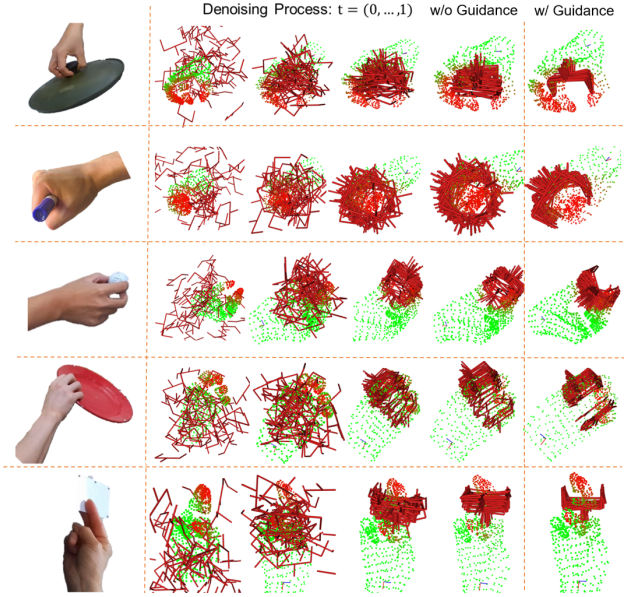 Denoising Process: t = (0, ...,1) w/o Guidance w/ Guidance